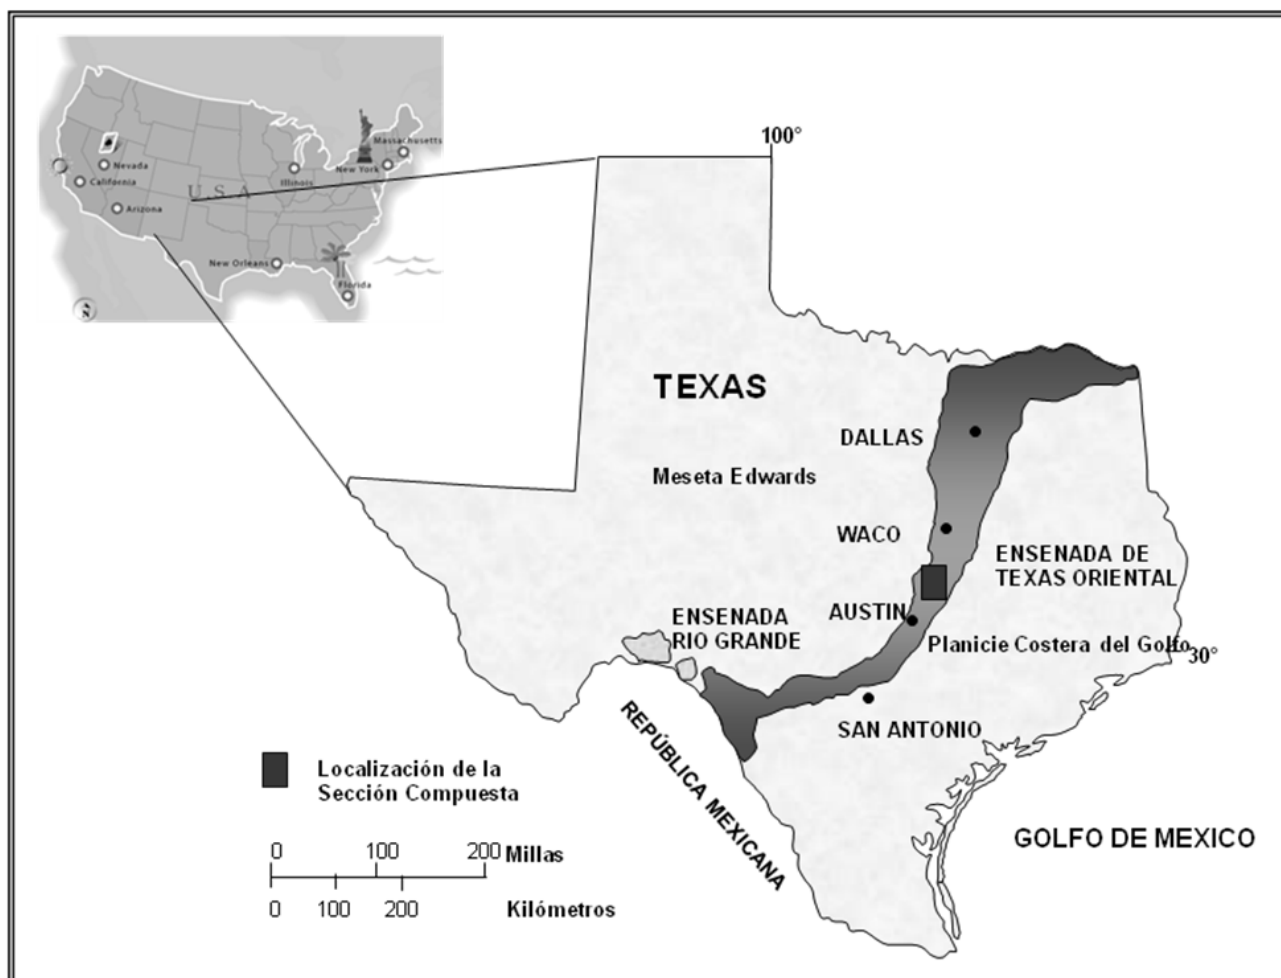 Massachusetts
New York
Nevada
Illinois
California
U.S.A
Arizona
New Orleans
Florida
100°
TEXAS
DALLAS
Meseta Edwards
WACO
ENSENADA DE
TEXAS ORIENTAL
AUSTIN
ENSENADA
RIO GRANDE
Planicie Costera del Golfo
30°
SAN ANTONIO
REPÚBLICA MEXICANA
Localización de la
Sección Compuesta
GOLFO DE MEXICO
0 100 200 Millas
0 100 200 Kilómetros